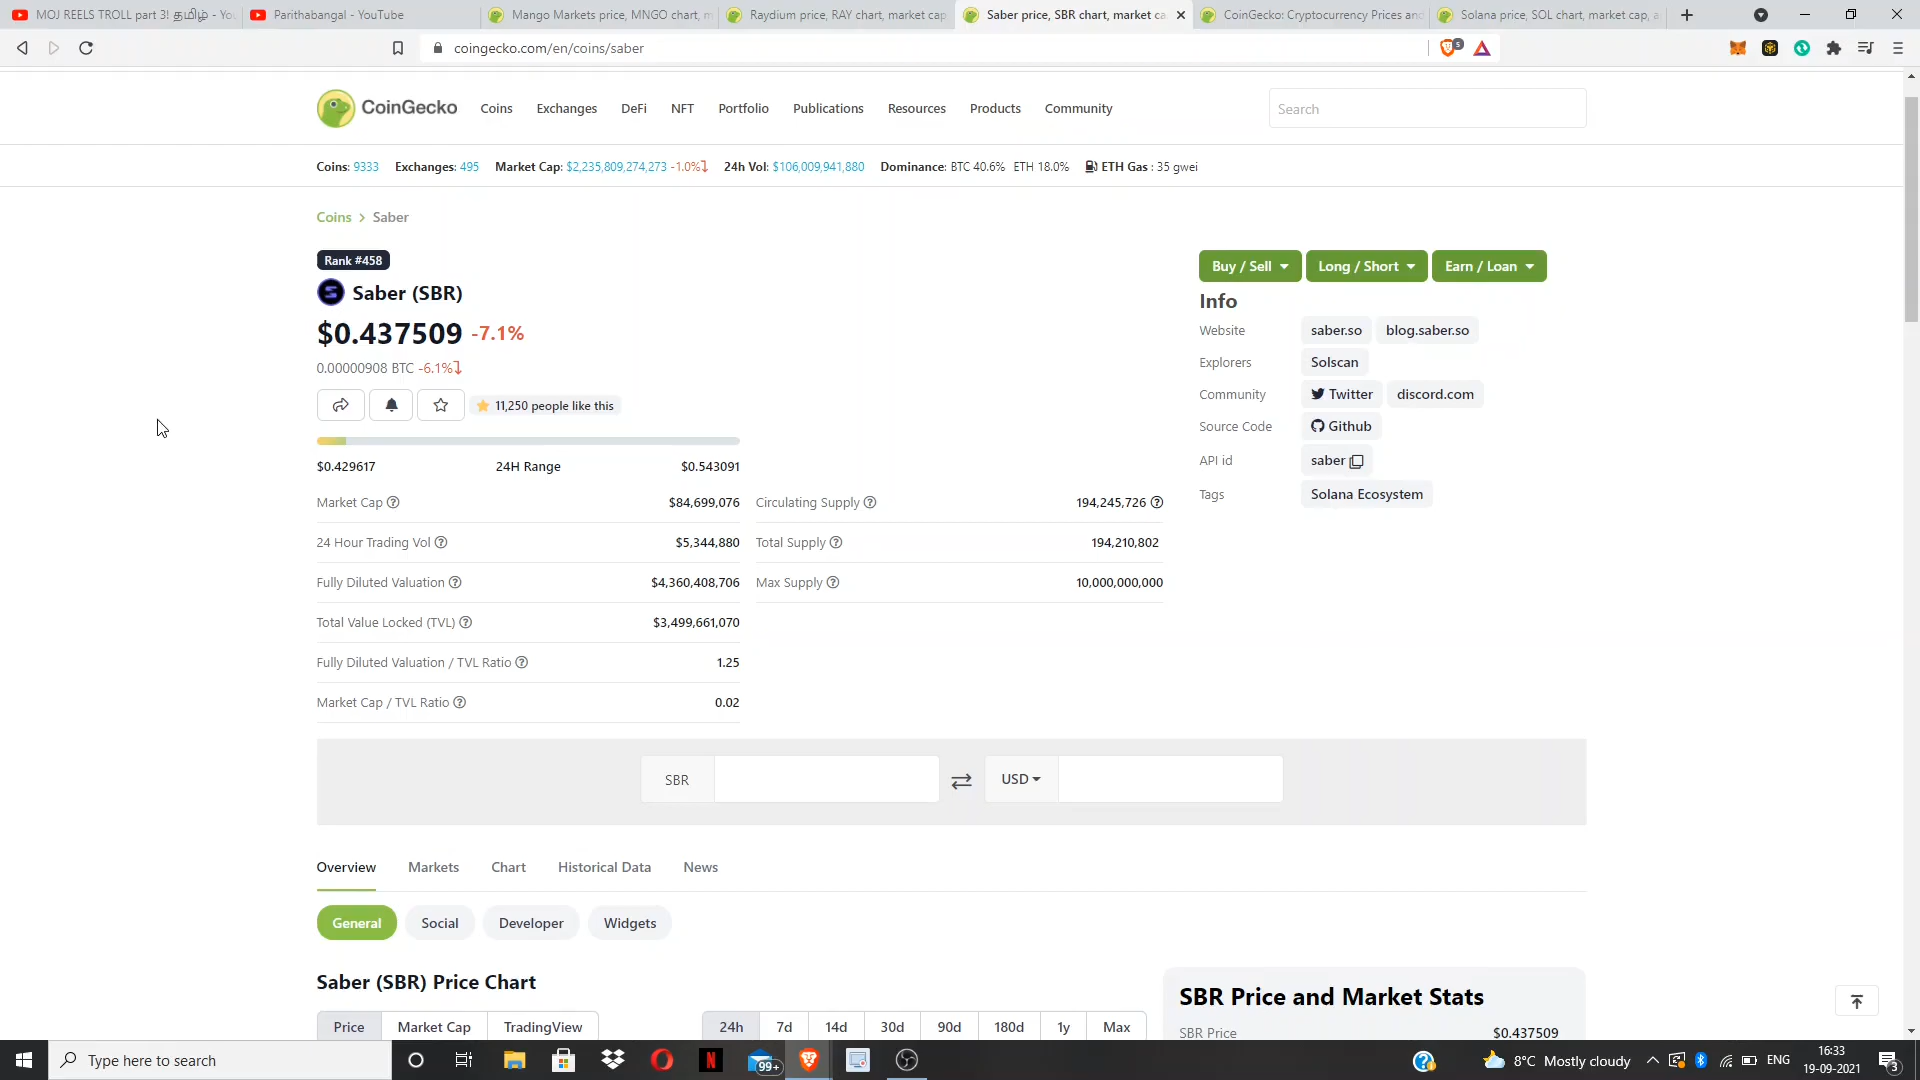 MOJ REELS TROLL part 3! தமிழ் - Yo
Parithabangal - YouTube
Mango Markets price, MNGO chart, m
Raydium price, RAY chart, market cap
Saber price, SBR chart, market ca
CoinGecko: Cryptocurrency Prices an
Solana price, SOL chart, market cap, a
coingecko.com/en/coins/saber
5
CoinGecko
Coins
Exchanges
DeFi
NFT
Portfolio
Publications
Resources
Products
Community
Search
Coins: 9333 Exchanges: 495 Market Cap: $2,235,809,274,273 -1.0% 24h Vol: $106,009,941,880 Dominance: BTC 40.6% ETH 18.0% ETH Gas : 35 gwei
Coins > Saber
Rank #458
Saber (SBR)
$0.437509 -7.1%
0.00000908 BTC -6.1%
11,250 people like this
$0.429617 24H Range $0.543091
Market Cap $84,699,076
24 Hour Trading Vol $5,344,880
Fully Diluted Valuation $4,360,408,706
Total Value Locked (TVL) $3,499,661,070
Fully Diluted Valuation / TVL Ratio 1.25
Market Cap / TVL Ratio 0.02
Circulating Supply 194,245,726
Total Supply 194,210,802
Max Supply 10,000,000,000
Buy / Sell
Long / Short
Earn / Loan
Info
Website saber.so blog.saber.so
Explorers Solscan
Community Twitter discord.com
Source Code Github
API id saber
Tags Solana Ecosystem
SBR
USD
Overview Markets Chart Historical Data News
General Social Developer Widgets
Saber (SBR) Price Chart
Price Market Cap TradingView
24h 7d 14d 30d 90d 180d 1y Max
SBR Price and Market Stats
SBR Price $0.437509
Type here to search
99+
8°C Mostly cloudy
ENG
16:33
19-09-2021
3